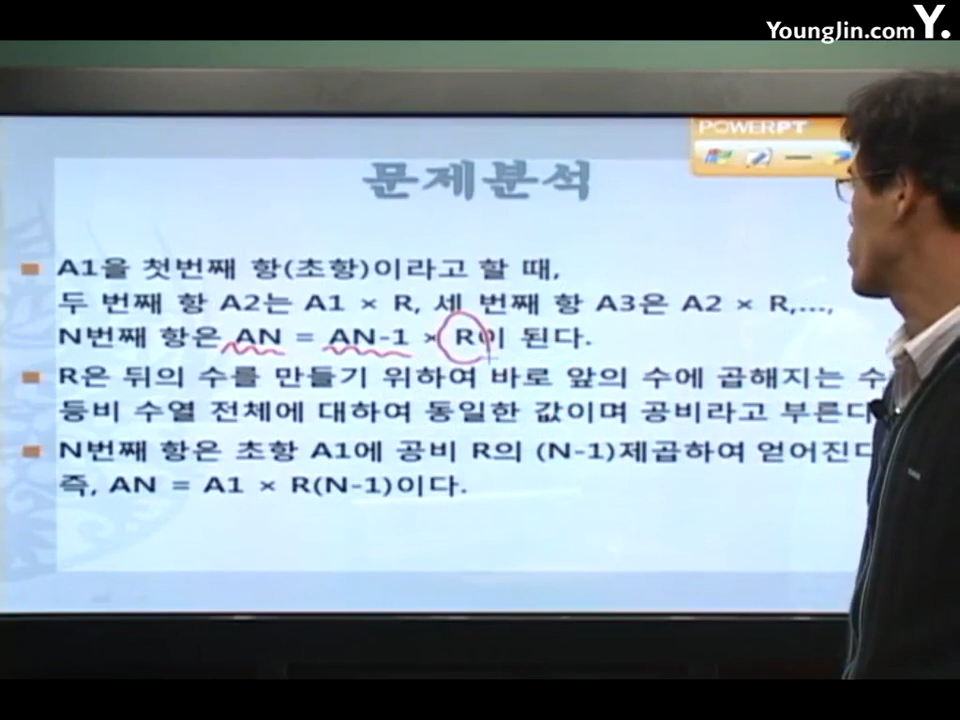 YoungJin.com Y.
POWERPT
문제분석
A1을 첫번째 항(초항)이라고 할 때,
두 번째 항 A2는 A1 × R, 세 번째 항 A3은 A2 × R,...,
N번째 항은 AN = AN-1 × R이 된다.
R은 뒤의 수를 만들기 위하여 바로 앞의 수에 곱해지는 수
등비 수열 전체에 대하여 동일한 값이며 공비라고 부른다
N번째 항은 초항 A1에 공비 R의 (N-1)제곱하여 얻어진다
즉, AN = A1 × R(N-1)이다.